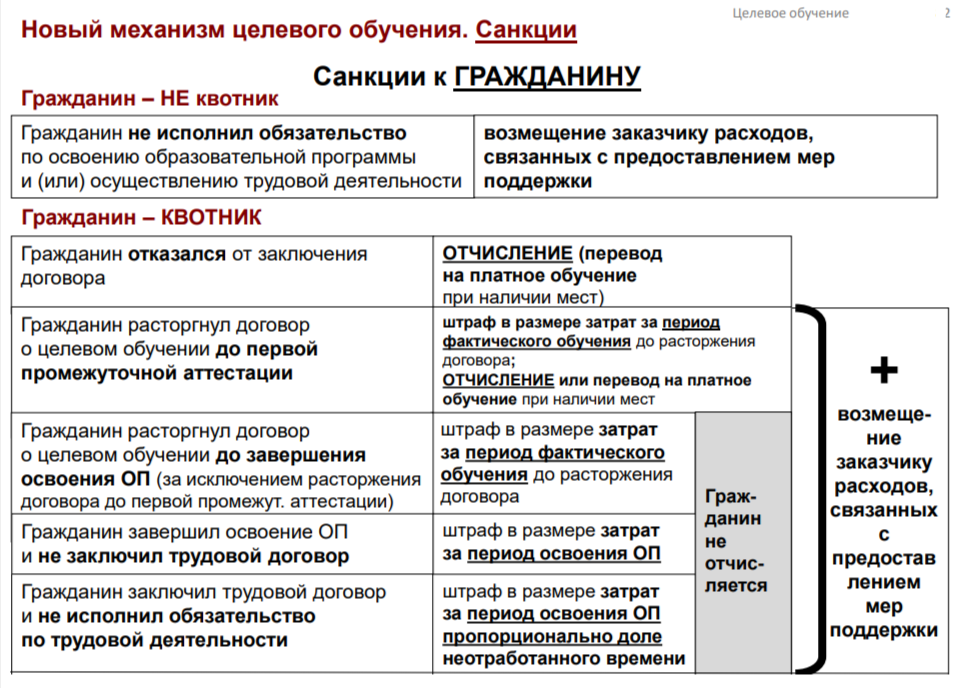 Целевое обучение 2
Новый механизм целевого обучения. Санкции
Санкции к ГРАЖДАНИНУ
Гражданин – НЕ квотник
Гражданин не исполнил обязательство
по освоению образовательной программы
и (или) осуществлению трудовой деятельности
возмещение заказчику расходов,
связанных с предоставлением мер
поддержки
Гражданин – КВОТНИК
Гражданин отказался от заключения
договора
ОТЧИСЛЕНИЕ (перевод
на платное обучение
при наличии мест)
Гражданин расторгнул договор
о целевом обучении до первой
промежуточной аттестации
штраф в размере затрат за период
фактического обучения до расторжения
договора;
ОТЧИСЛЕНИЕ или перевод на платное
обучение при наличии мест
Гражданин расторгнул договор
о целевом обучении до завершения
освоения ОП (за исключением расторжения
договора до первой промежут. аттестации)
штраф в размере затрат
за период фактического
обучения до расторжения
договора
Гражданин завершил освоение ОП
и не заключил трудовой договор
штраф в размере затрат
за период освоения ОП
Гражданин заключил трудовой договор
и не исполнил обязательство
по трудовой деятельности
штраф в размере затрат
за период освоения ОП
пропорционально доле
неотработанного времени
Граж-
данин
не
отчис-
ляется
+
возмеще-
ние
заказчику
расходов,
связанных
с
предостав
лением
мер
поддержки